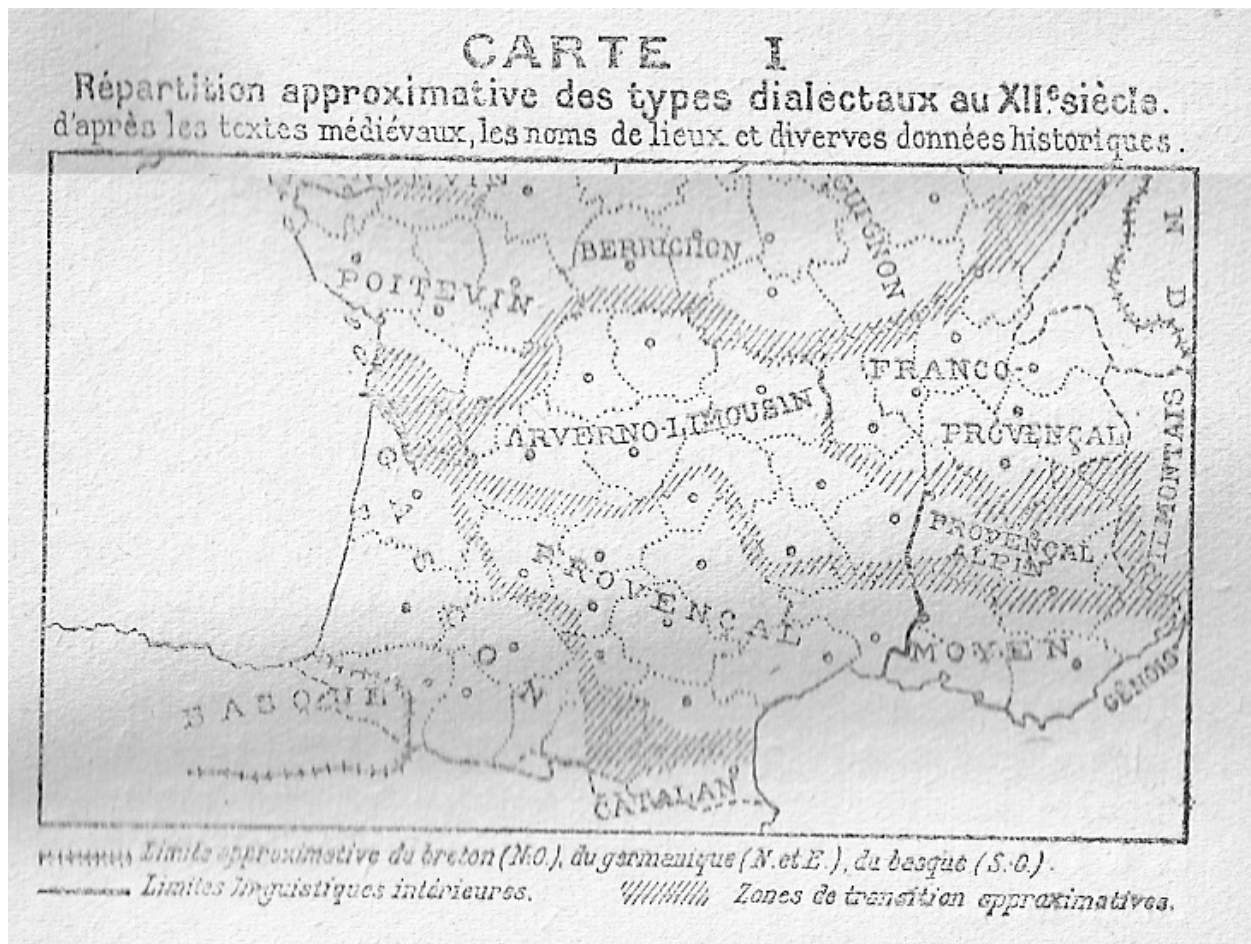 CARTE I
Répartition approximative des types dialectaux au XIIe siècle.
d'après les textes médiévaux, les noms de lieux et diverves données historiques.
GUIGNON
BERRICHON
POITEVIN
FRANCO-
PROVENÇAL
ARVERNO-LIMOUSIN
PIÉMONTAIS
GASCON
PROVENÇAL
ALPIN
PROVENÇAL
MOYEN
GÉNOIS
BASQUE
CATALAN
Limite approximative du breton (N.O.), du germanique (N. et E.), du basque (S.-O.).
Limites linguistiques intérieures.
Zones de transition approximatives.